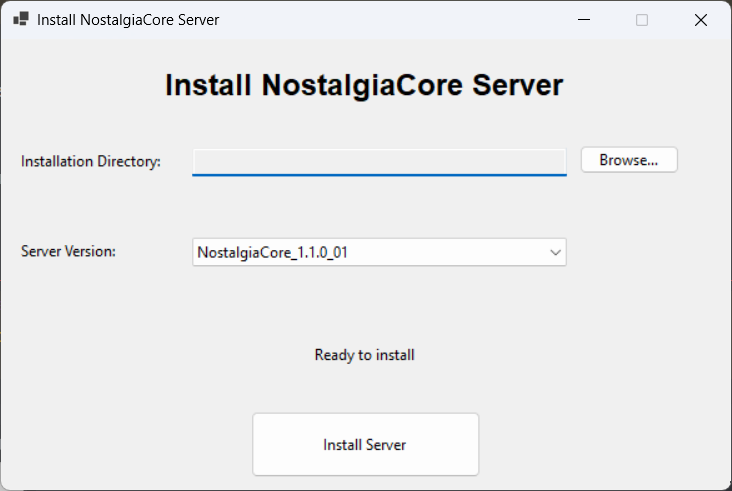 Install NostalgiaCore Server
Install NostalgiaCore Server
Installation Directory:
Browse...
Server Version:
NostalgiaCore_1.1.0_01
Ready to install
Install Server